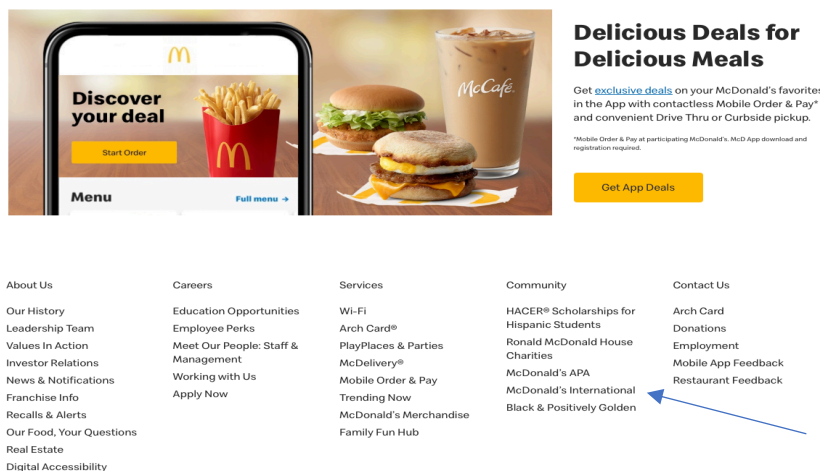 Discover
your deal
Start Order
Menu
Full menu →
McCafé
Delicious Deals for
Delicious Meals
Get exclusive deals on your McDonald's favorites
in the App with contactless Mobile Order & Pay*
and convenient Drive Thru or Curbside pickup.
*Mobile Order & Pay at participating McDonald's. McD App download and
registration required.
Get App Deals
About Us
Our History
Leadership Team
Values In Action
Investor Relations
News & Notifications
Franchise Info
Recalls & Alerts
Our Food, Your Questions
Real Estate
Digital Accessibility
Careers
Education Opportunities
Employee Perks
Meet Our People: Staff &
Management
Working with Us
Apply Now
Services
Wi-Fi
Arch Card®
PlayPlaces & Parties
McDelivery®
Mobile Order & Pay
Trending Now
McDonald's Merchandise
Family Fun Hub
Community
HACER® Scholarships for
Hispanic Students
Ronald McDonald House
Charities
McDonald's APA
McDonald's International
Black & Positively Golden
Contact Us
Arch Card
Donations
Employment
Mobile App Feedback
Restaurant Feedback